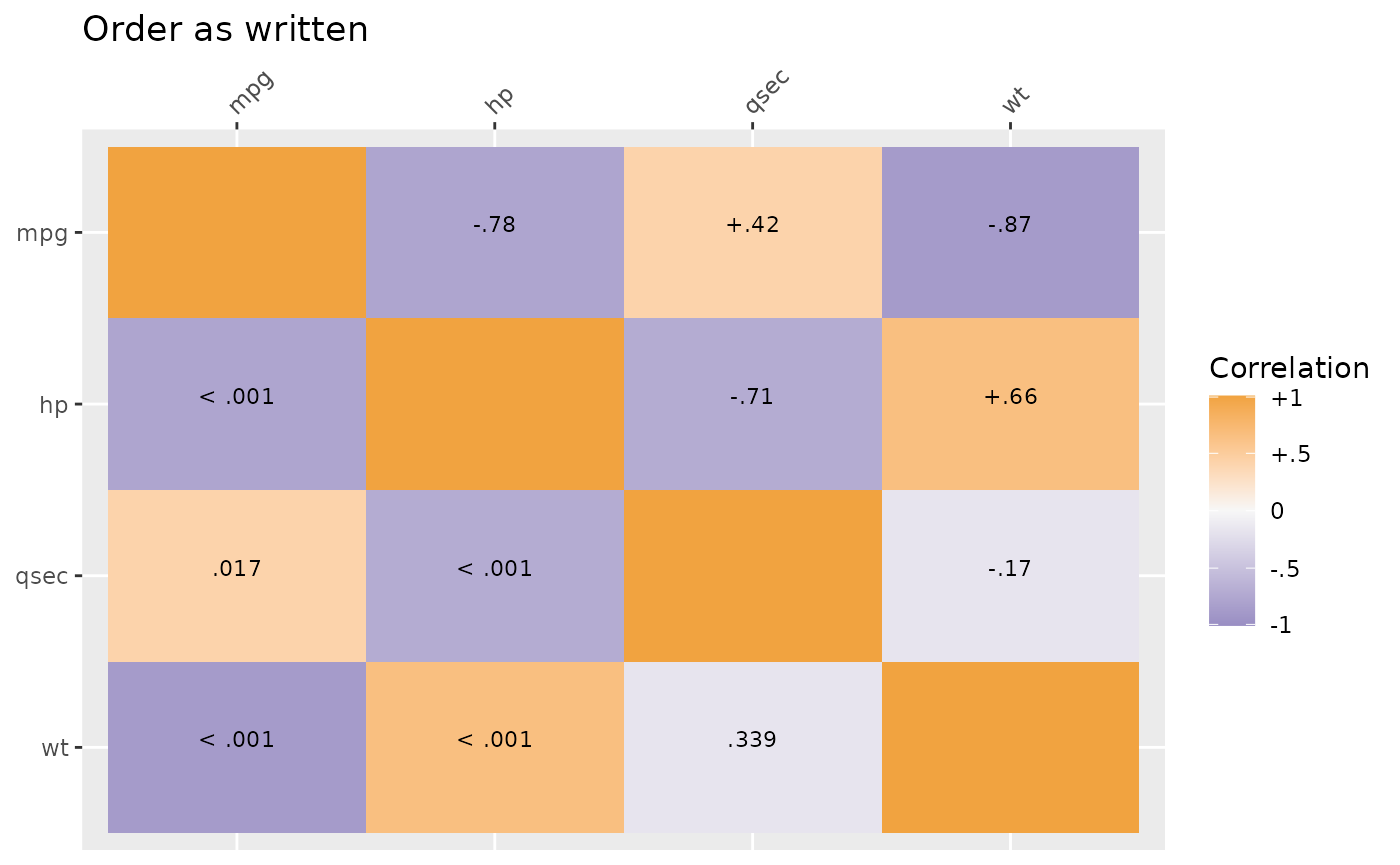 Order as written
mpg hp qsec wt
mpg -.78 +.42 -.87
hp < .001 -.71 +.66
qsec .017 < .001 -.17
wt < .001 < .001 .339
Correlation
+1
+.5
0
-.5
-1